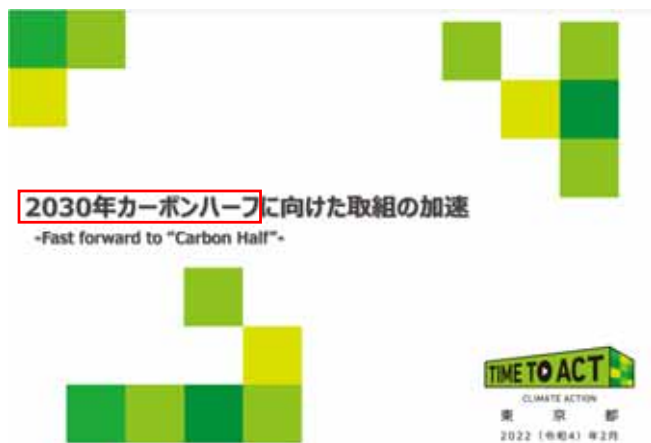 2030年カーボンハーフに向けた取組の加速
-Fast forward to “Carbon Half”-
TIME TO ACT
CLIMATE ACTION
東 京 都
2022（令和4）年2月